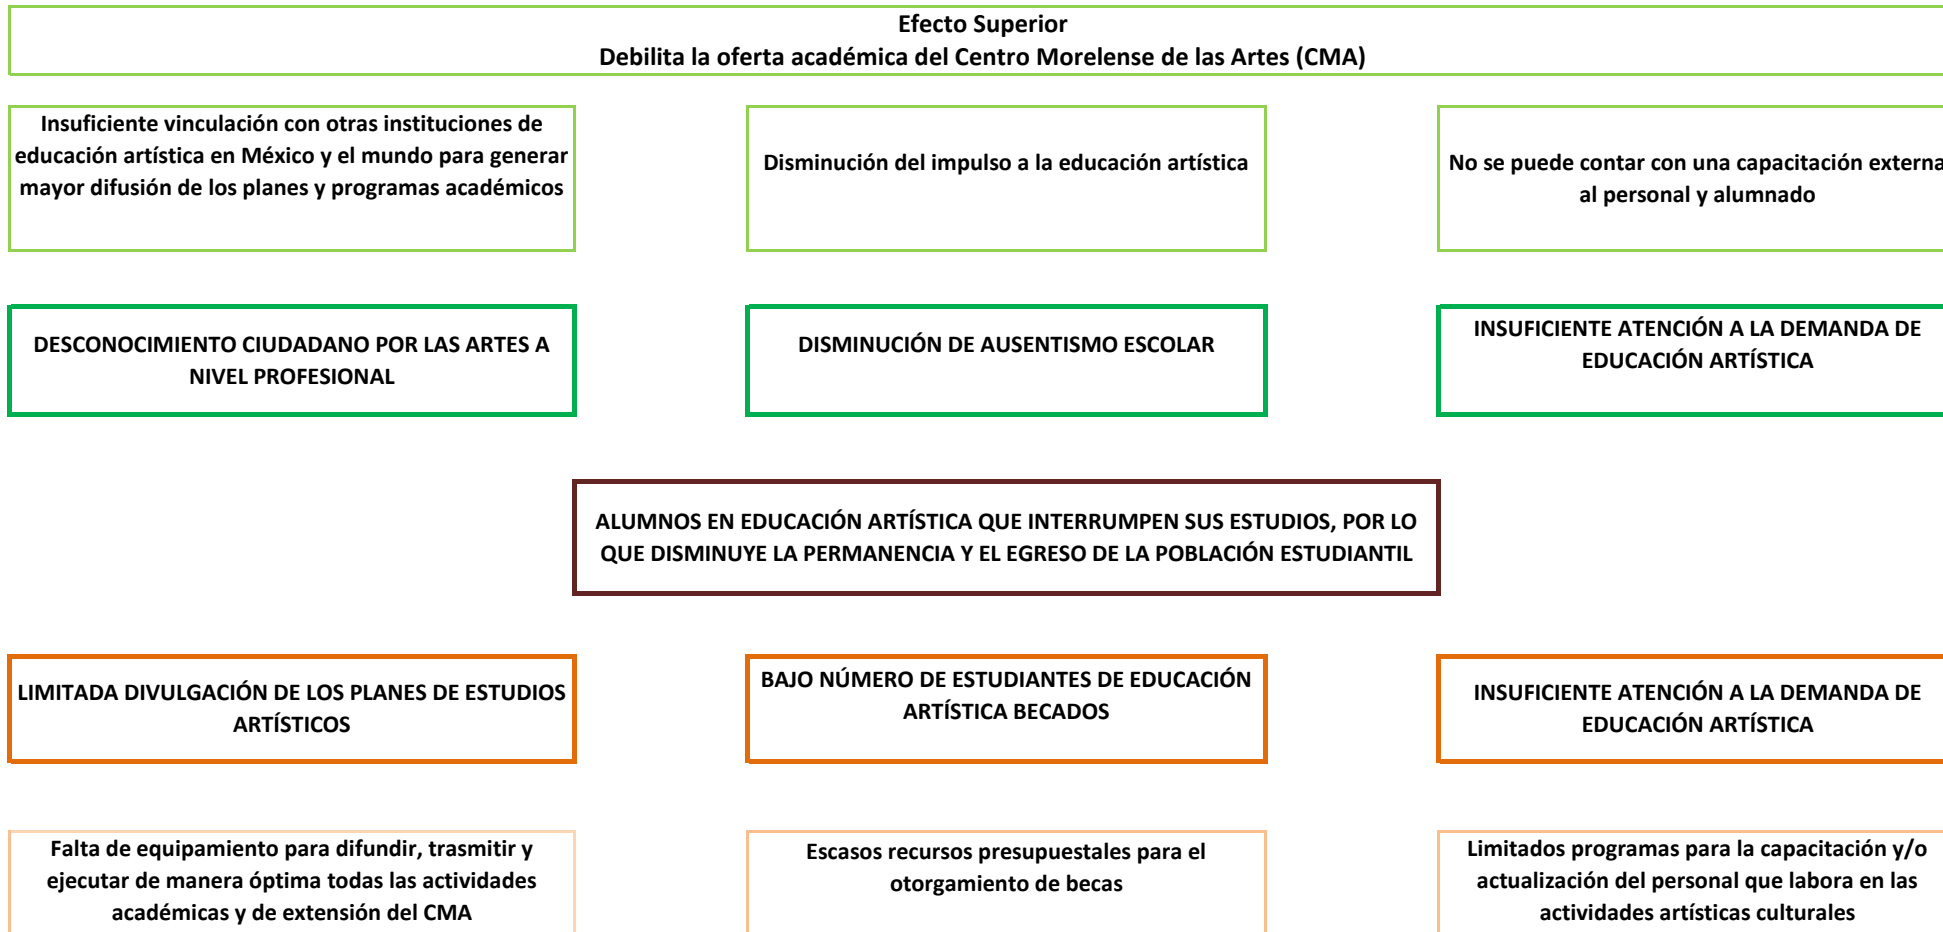 Efecto Superior
Debilita la oferta académica del Centro Morelense de las Artes (CMA)
Insuficiente vinculación con otras instituciones de
educación artística en México y el mundo para generar
mayor difusión de los planes y programas académicos
Disminución del impulso a la educación artística
No se puede contar con una capacitación externa
al personal y alumnado
DESCONOCIMIENTO CIUDADANO POR LAS ARTES A
NIVEL PROFESIONAL
DISMINUCIÓN DE AUSENTISMO ESCOLAR
INSUFICIENTE ATENCIÓN A LA DEMANDA DE
EDUCACIÓN ARTÍSTICA
ALUMNOS EN EDUCACIÓN ARTÍSTICA QUE INTERRUMPEN SUS ESTUDIOS, POR LO
QUE DISMINUYE LA PERMANENCIA Y EL EGRESO DE LA POBLACIÓN ESTUDIANTIL
LIMITADA DIVULGACIÓN DE LOS PLANES DE ESTUDIOS
ARTÍSTICOS
BAJO NÚMERO DE ESTUDIANTES DE EDUCACIÓN
ARTÍSTICA BECADOS
INSUFICIENTE ATENCIÓN A LA DEMANDA DE
EDUCACIÓN ARTÍSTICA
Falta de equipamiento para difundir, trasmitir y
ejecutar de manera óptima todas las actividades
académicas y de extensión del CMA
Escasos recursos presupuestales para el
otorgamiento de becas
Limitados programas para la capacitación y/o
actualización del personal que labora en las
actividades artísticas culturales